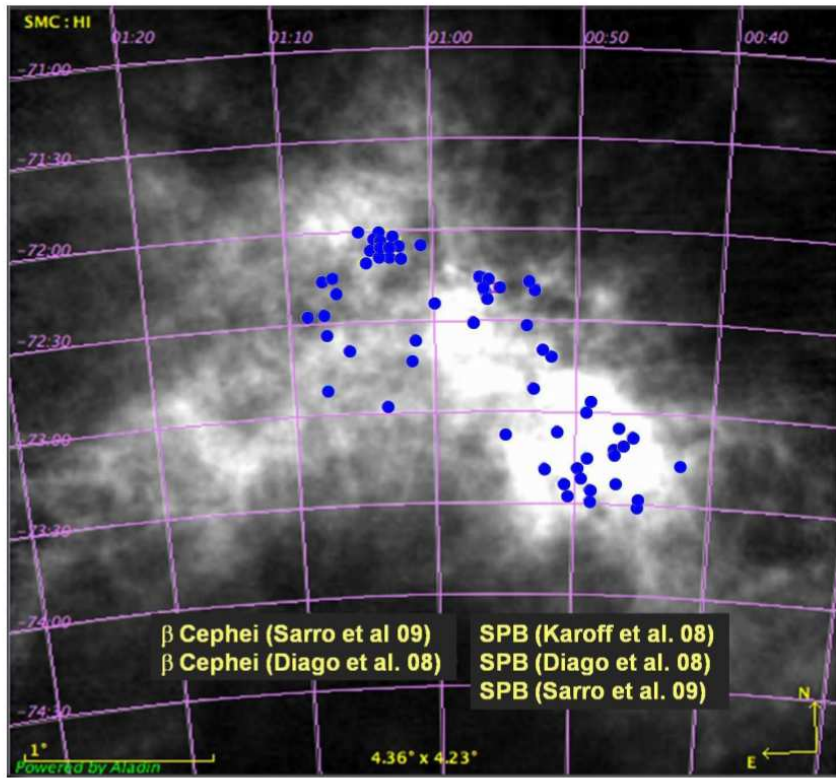 SMC : HI
01:20 01:10 01:00 00:50 00:40
-71:00
-71:30
-72:00
-72:30
-73:00
-73:30
-74:00
-74:30
β Cephei (Sarro et al 09)
β Cephei (Diago et al. 08)
SPB (Karoff et al. 08)
SPB (Diago et al. 08)
SPB (Sarro et al. 09)
N
E
1°
4.36° x 4.23°
Powered by Aladin